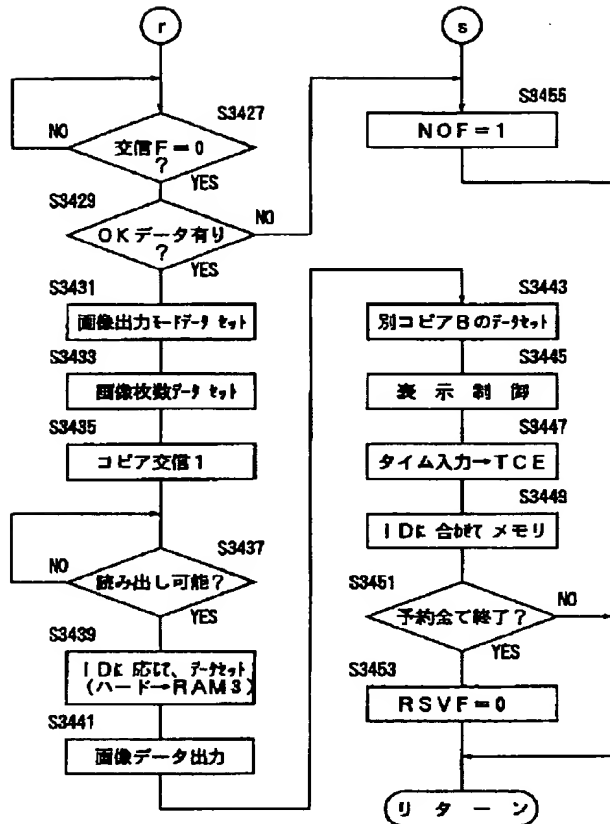 r
S3427
NO
交信F=0
?
YES
S3429
NO
OKデータ有り
?
YES
S3431
画像出力モードデータ セット
S3433
画像枚数データ セット
S3435
コピア交信1
S3437
NO
読み出し可能?
YES
S3439
IDに 応じて、データセット
(ハード→RAM3)
S3441
画像データ出力
s
S3455
NOF=1
S3443
別コピアBのデータセット
S3445
表 示 制 御
S3447
タイム入力→TCE
S3449
IDに 合わせて メモリ
S3451
予約全て終了?
NO
YES
S3453
RSVF=0
リ タ ー ン